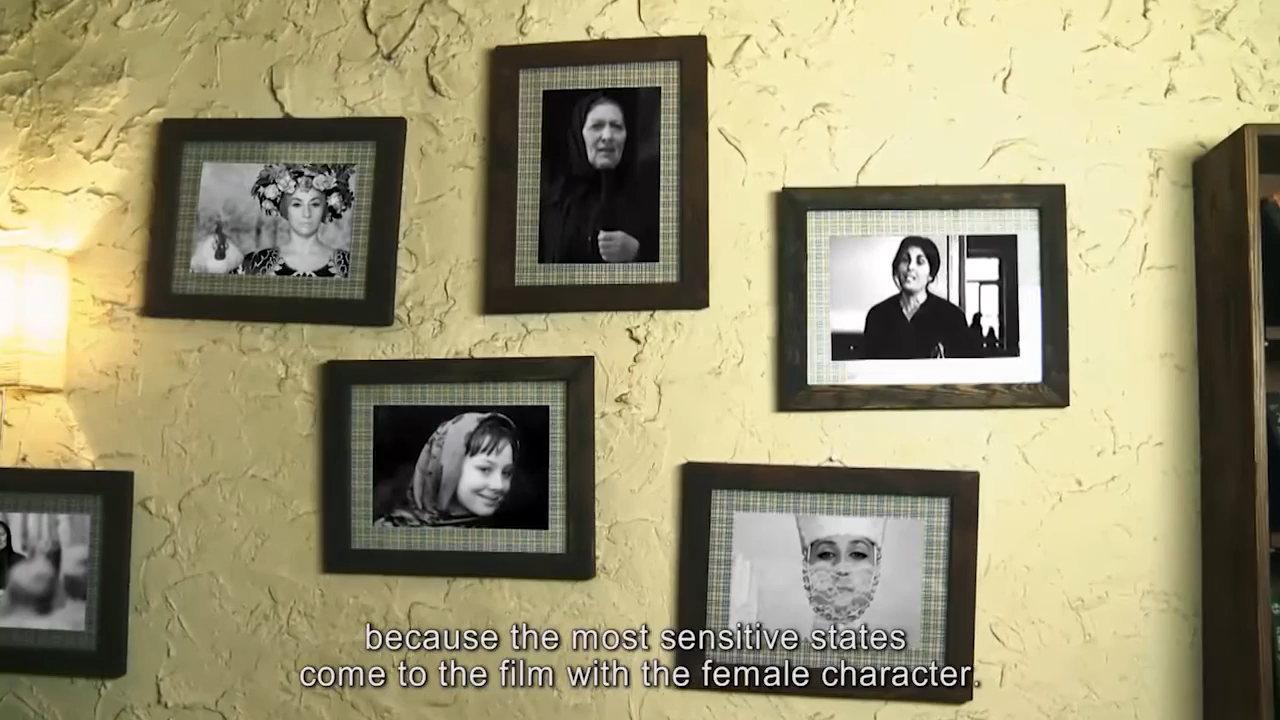 because the most sensitive states
come to the film with the female character.